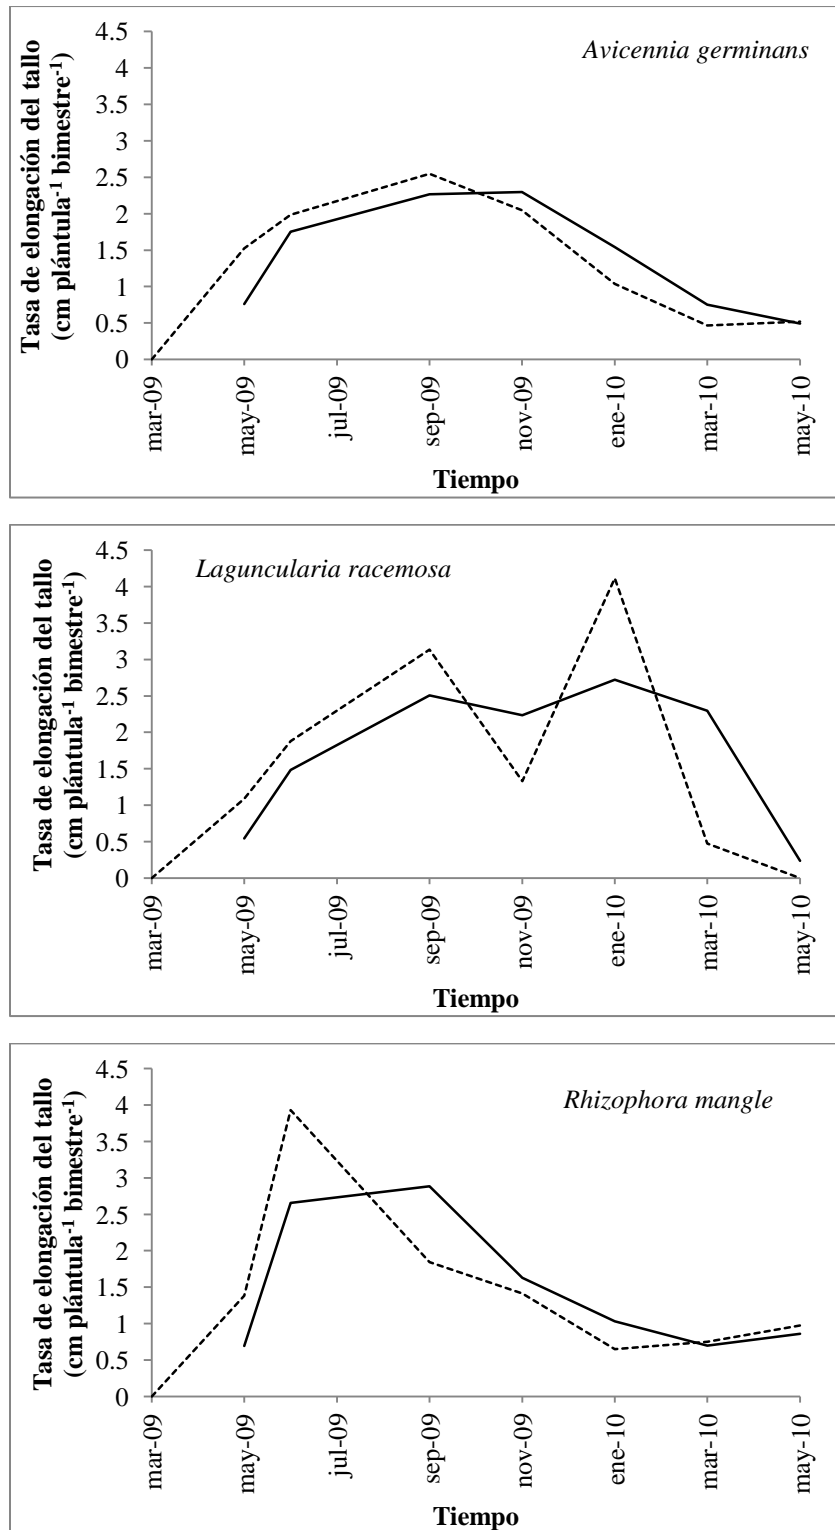 Avicennia germinans
Tasa de elongación del tallo
(cm plántula-1 bimestre-1)
4.5
4
3.5
3
2.5
2
1.5
1
0.5
0
mar-09
may-09
jul-09
sep-09
nov-09
ene-10
mar-10
may-10
Tiempo
Laguncularia racemosa
Tasa de elongación del tallo
(cm plántula-1 bimestre-1)
4.5
4
3.5
3
2.5
2
1.5
1
0.5
0
mar-09
may-09
jul-09
sep-09
nov-09
ene-10
mar-10
may-10
Tiempo
Rhizophora mangle
Tasa de elongación del tallo
(cm plántula-1 bimestre-1)
4.5
4
3.5
3
2.5
2
1.5
1
0.5
0
mar-09
may-09
jul-09
sep-09
nov-09
ene-10
mar-10
may-10
Tiempo